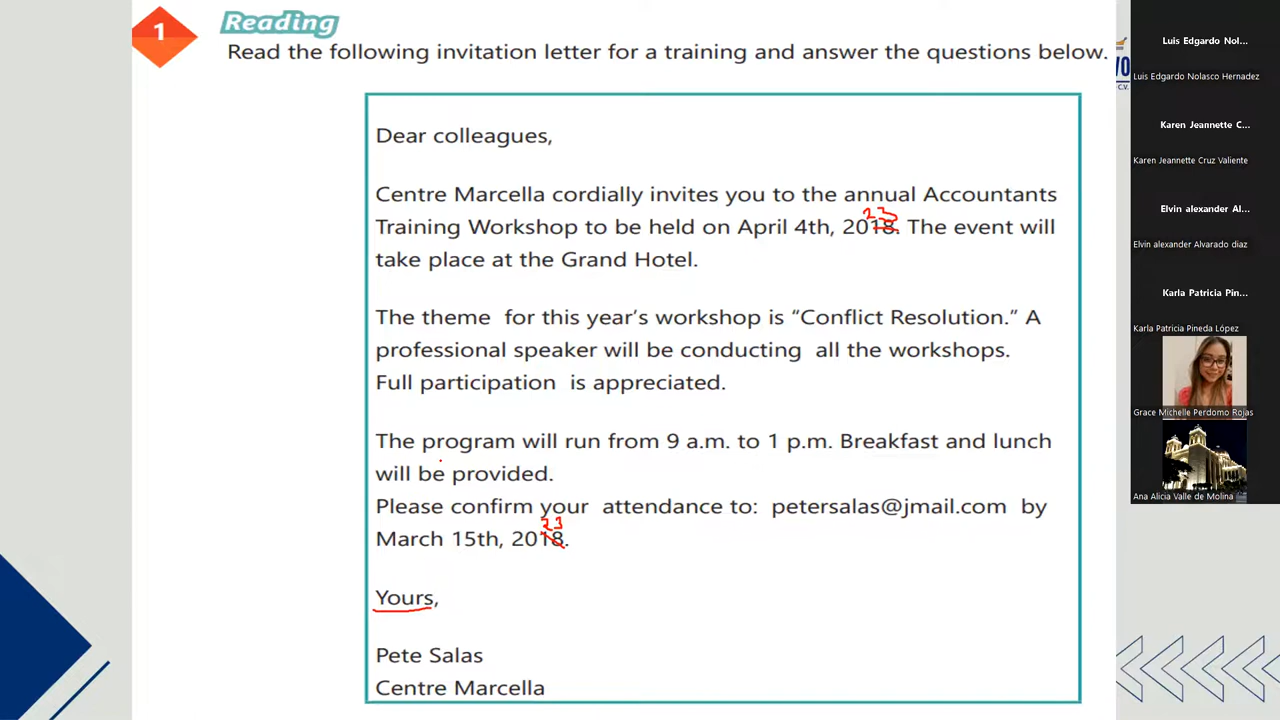 1
Reading
Read the following invitation letter for a training and answer the questions below.
Dear colleagues,
Centre Marcella cordially invites you to the annual Accountants
23
Training Workshop to be held on April 4th, 2018. The event will
take place at the Grand Hotel.
The theme for this year's workshop is “Conflict Resolution.” A
professional speaker will be conducting all the workshops.
Full participation is appreciated.
The program will run from 9 a.m. to 1 p.m. Breakfast and lunch
will be provided.
Please confirm your attendance to: petersalas@jmail.com by
23
March 15th, 2018.
Yours,
Pete Salas
Centre Marcella
VO
C.V.
Luis Edgardo Nol...
Luis Edgardo Nolasco Hernadez
Karen Jeannette C...
Karen Jeannette Cruz Valiente
Elvin alexander Al...
Elvin alexander Alvarado diaz
Karla Patricia Pin...
Karla Patricia Pineda López
Grace Michelle Perdomo Rojas
Ana Alicia Valle de Molina